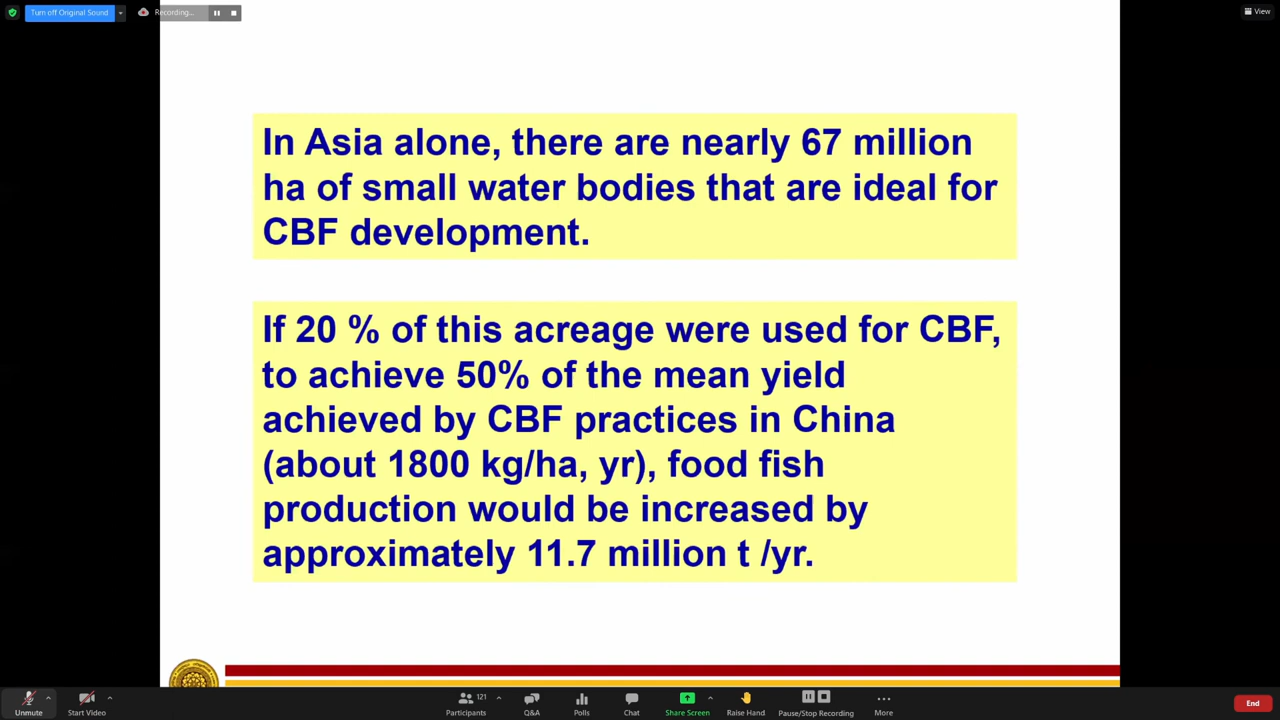 Turn off Original Sound
Recording...
View
In Asia alone, there are nearly 67 million
ha of small water bodies that are ideal for
CBF development.
If 20 % of this acreage were used for CBF,
to achieve 50% of the mean yield
achieved by CBF practices in China
(about 1800 kg/ha, yr), food fish
production would be increased by
approximately 11.7 million t /yr.
Unmute
Start Video
121
Participants
Q&A
Polls
Chat
Share Screen
Raise Hand
Pause/Stop Recording
More
End